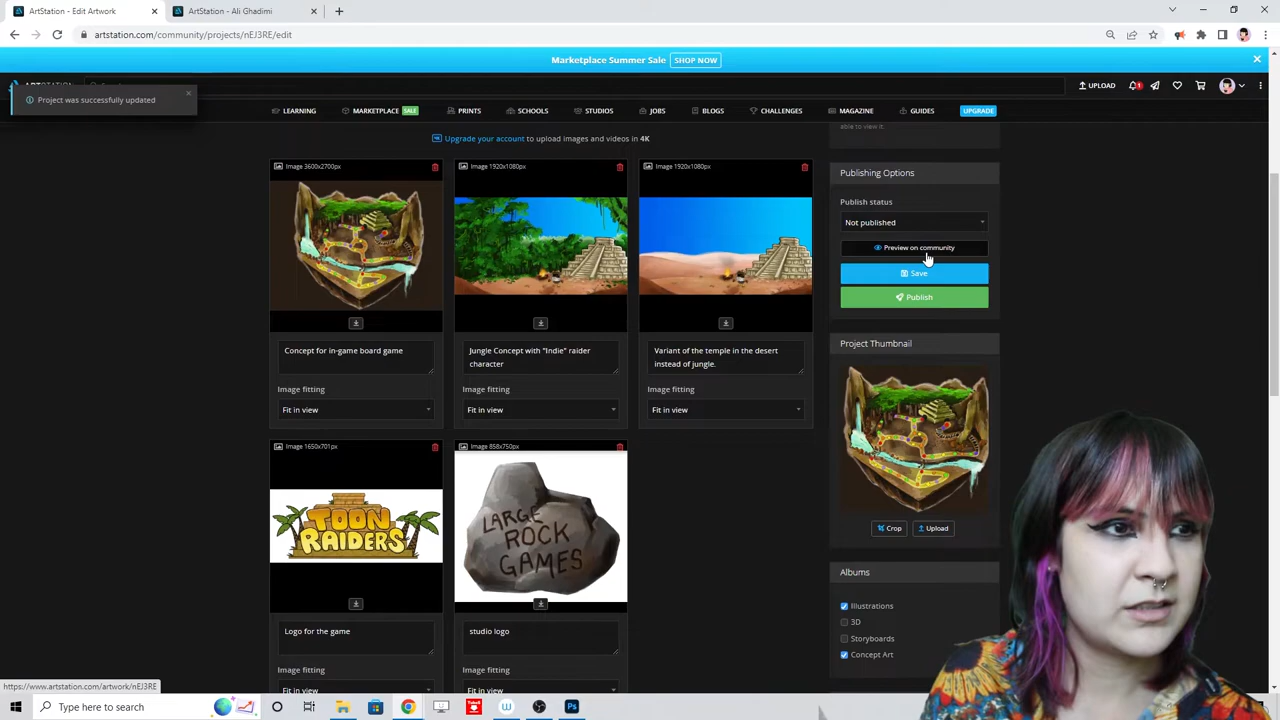 ArtStation - Edit Artwork
ArtStation - Ali Ghadimi
artstation.com/community/projects/nEJ3RE/edit
Marketplace Summer Sale SHOP NOW
Project was successfully updated
UPLOAD
LEARNING MARKETPLACE SALE PRINTS SCHOOLS STUDIOS JOBS BLOGS CHALLENGES MAGAZINE GUIDES UPGRADE
able to view it.
Upgrade your account to upload images and videos in 4K
Image 3600x2700px
Image 1920x1080px
Image 1920x1080px
Concept for in-game board game
Jungle Concept with "Indie" raider
character
Variant of the temple in the desert
instead of jungle.
Image fitting
Image fitting
Image fitting
Fit in view
Fit in view
Fit in view
Image 1650x701px
Image 858x750px
TOON
RAIDERS
LARGE
ROCK
GAMES
Logo for the game
studio logo
Image fitting
Image fitting
Fit in view
Fit in view
Publishing Options
Publish status
Not published
Preview on community
Save
Publish
Project Thumbnail
Crop
Upload
Albums
Illustrations
3D
Storyboards
Concept Art
https://www.artstation.com/artwork/nEJ3RE
Type here to search
Ps